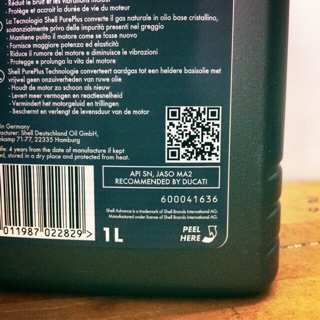 - Réduit le bruit et les vibrations moteur
- Protège et accroît la durée de vie du moteur
La Tecnologia Shell PurePlus converte il gas naturale in olio base cristallino,
sostanzialmente privo delle impurità presenti nel greggio
- Mantiene pulito il motore come se fosse nuovo
- Fornisce maggiore potenza ed elasticità
- Riduce il rumore del motore e diminuisce le vibrazioni
- Protegge e prolunga la vita del motore
Shell PurePlus Technologie converteert aardgas tot een heldere basisolie met
vrijwel geen onzuiverheden van ruwe olie
- Houdt de motor zo schoon als nieuw
- Levert meer vermogen en reactiesnelheid
- Vermindert het motorgeluid en trillingen
- Beschermt en verlengt de levensduur van de motor
in Germany
Shell Deutschland Oil GmbH,
71-77, 22335 Hamburg
4 years from the date of manufacture if kept
stored in a dry place and protected from heat.
API SN, JASO MA2
RECOMMENDED BY DUCATI
600041636
Shell Advance is a trademark of Shell Brands International AG.
Manufactured under license of Shell Brands International AG.
011987 022829
1L
PEEL
HERE